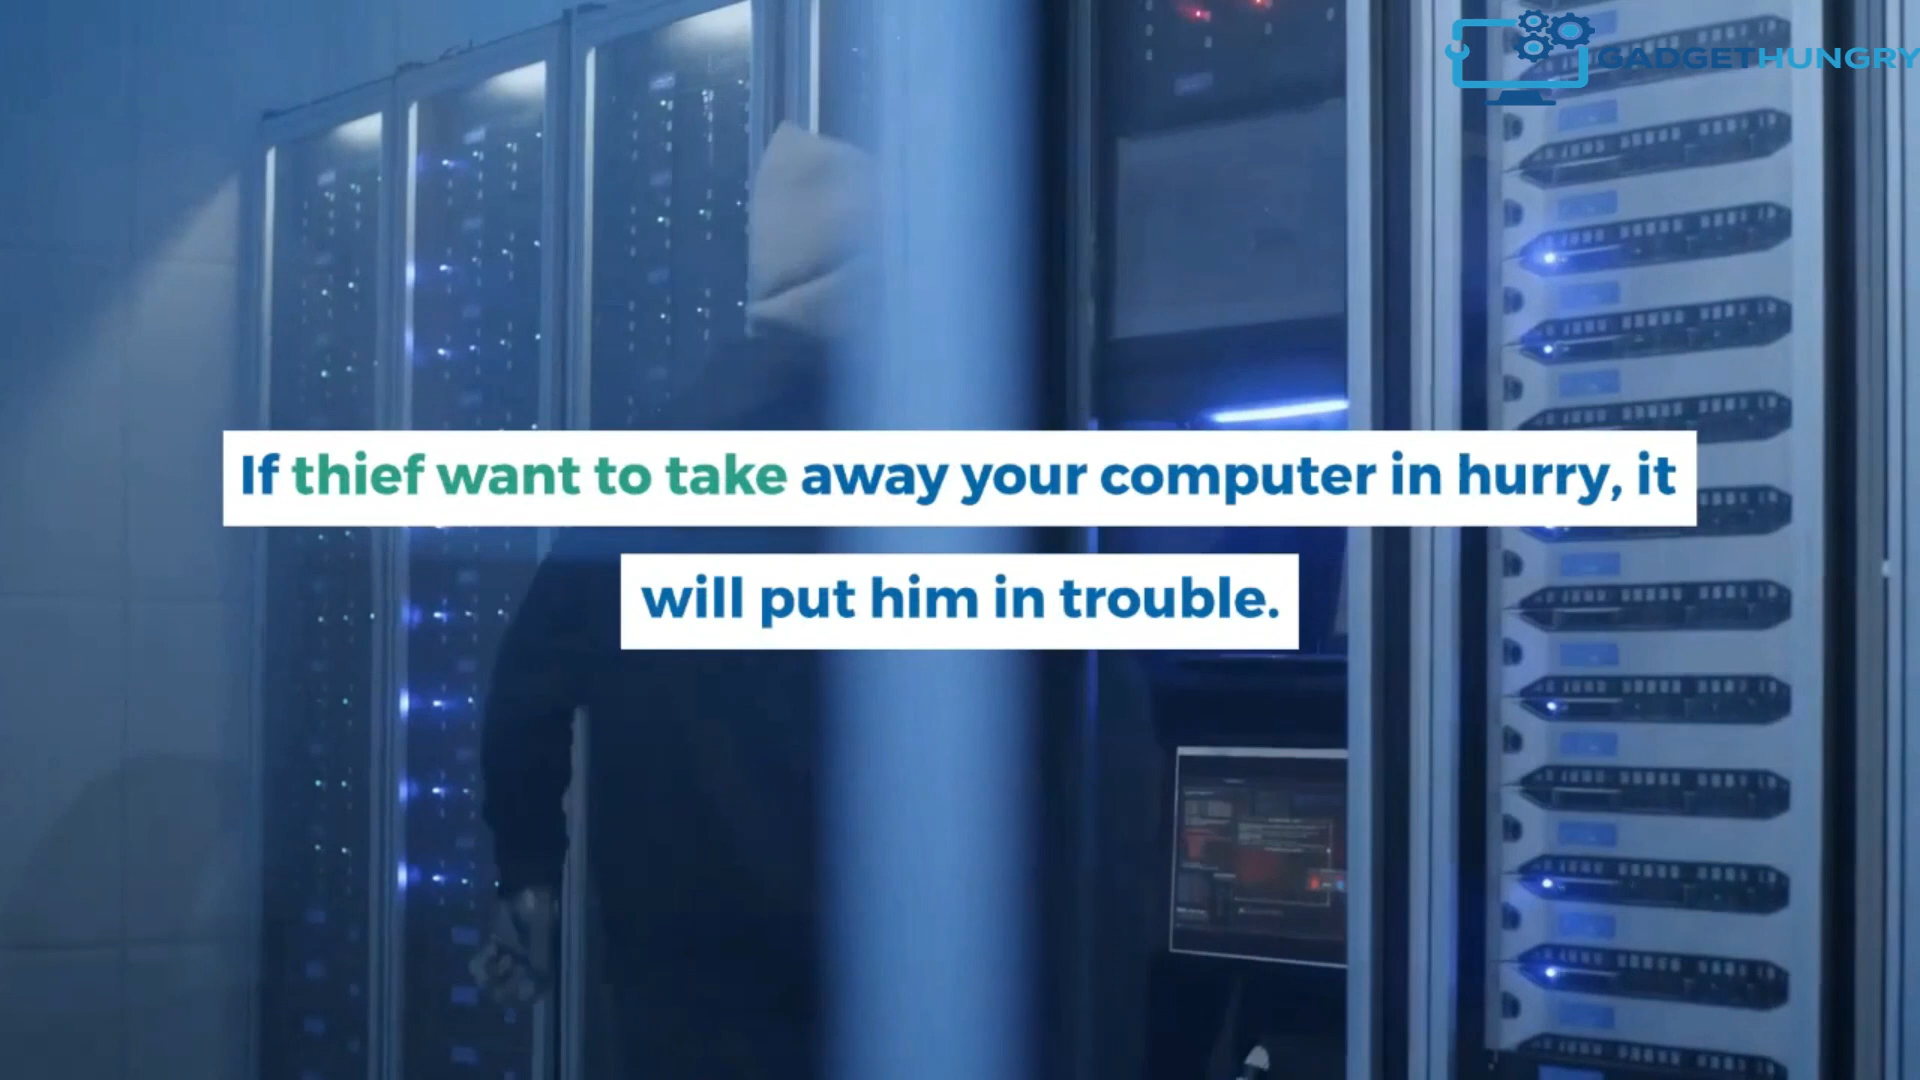 GADGETHUNGRY
If thief want to take away your computer in hurry, it
will put him in trouble.